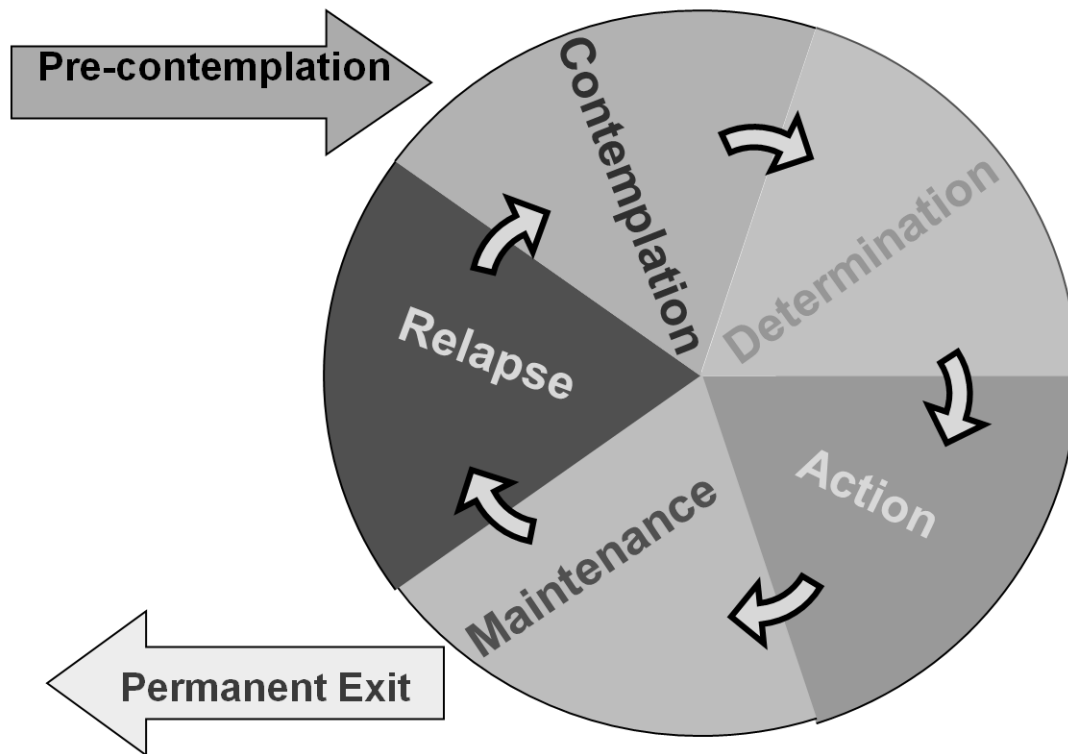 Pre-contemplation
Contemplation
Determination
Action
Maintenance
Relapse
Permanent Exit